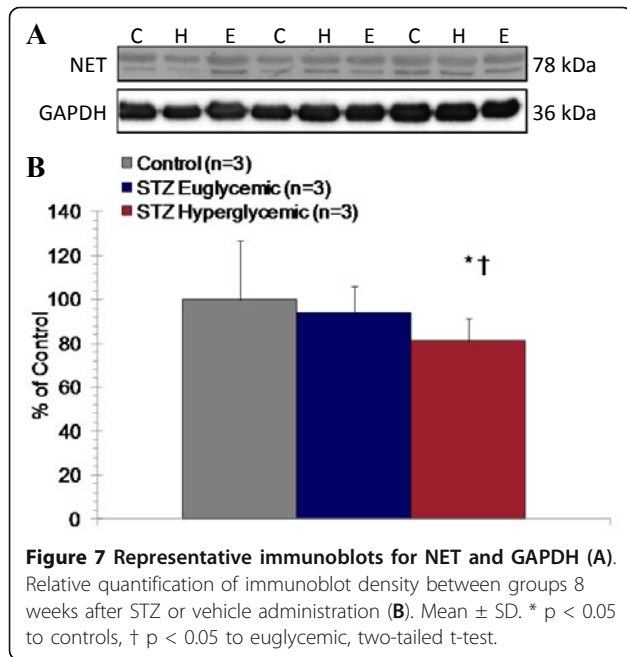 A
C H E C H E C H E
NET 78 kDa
GAPDH 36 kDa
B
Control (n=3)
STZ Euglycemic (n=3)
STZ Hyperglycemic (n=3)
140
120
100
80
60
40
20
0
% of Control
* †
Figure 7 Representative immunoblots for NET and GAPDH (A).
Relative quantification of immunoblot density between groups 8
weeks after STZ or vehicle administration (B). Mean ± SD. * p < 0.05
to controls, † p < 0.05 to euglycemic, two-tailed t-test.